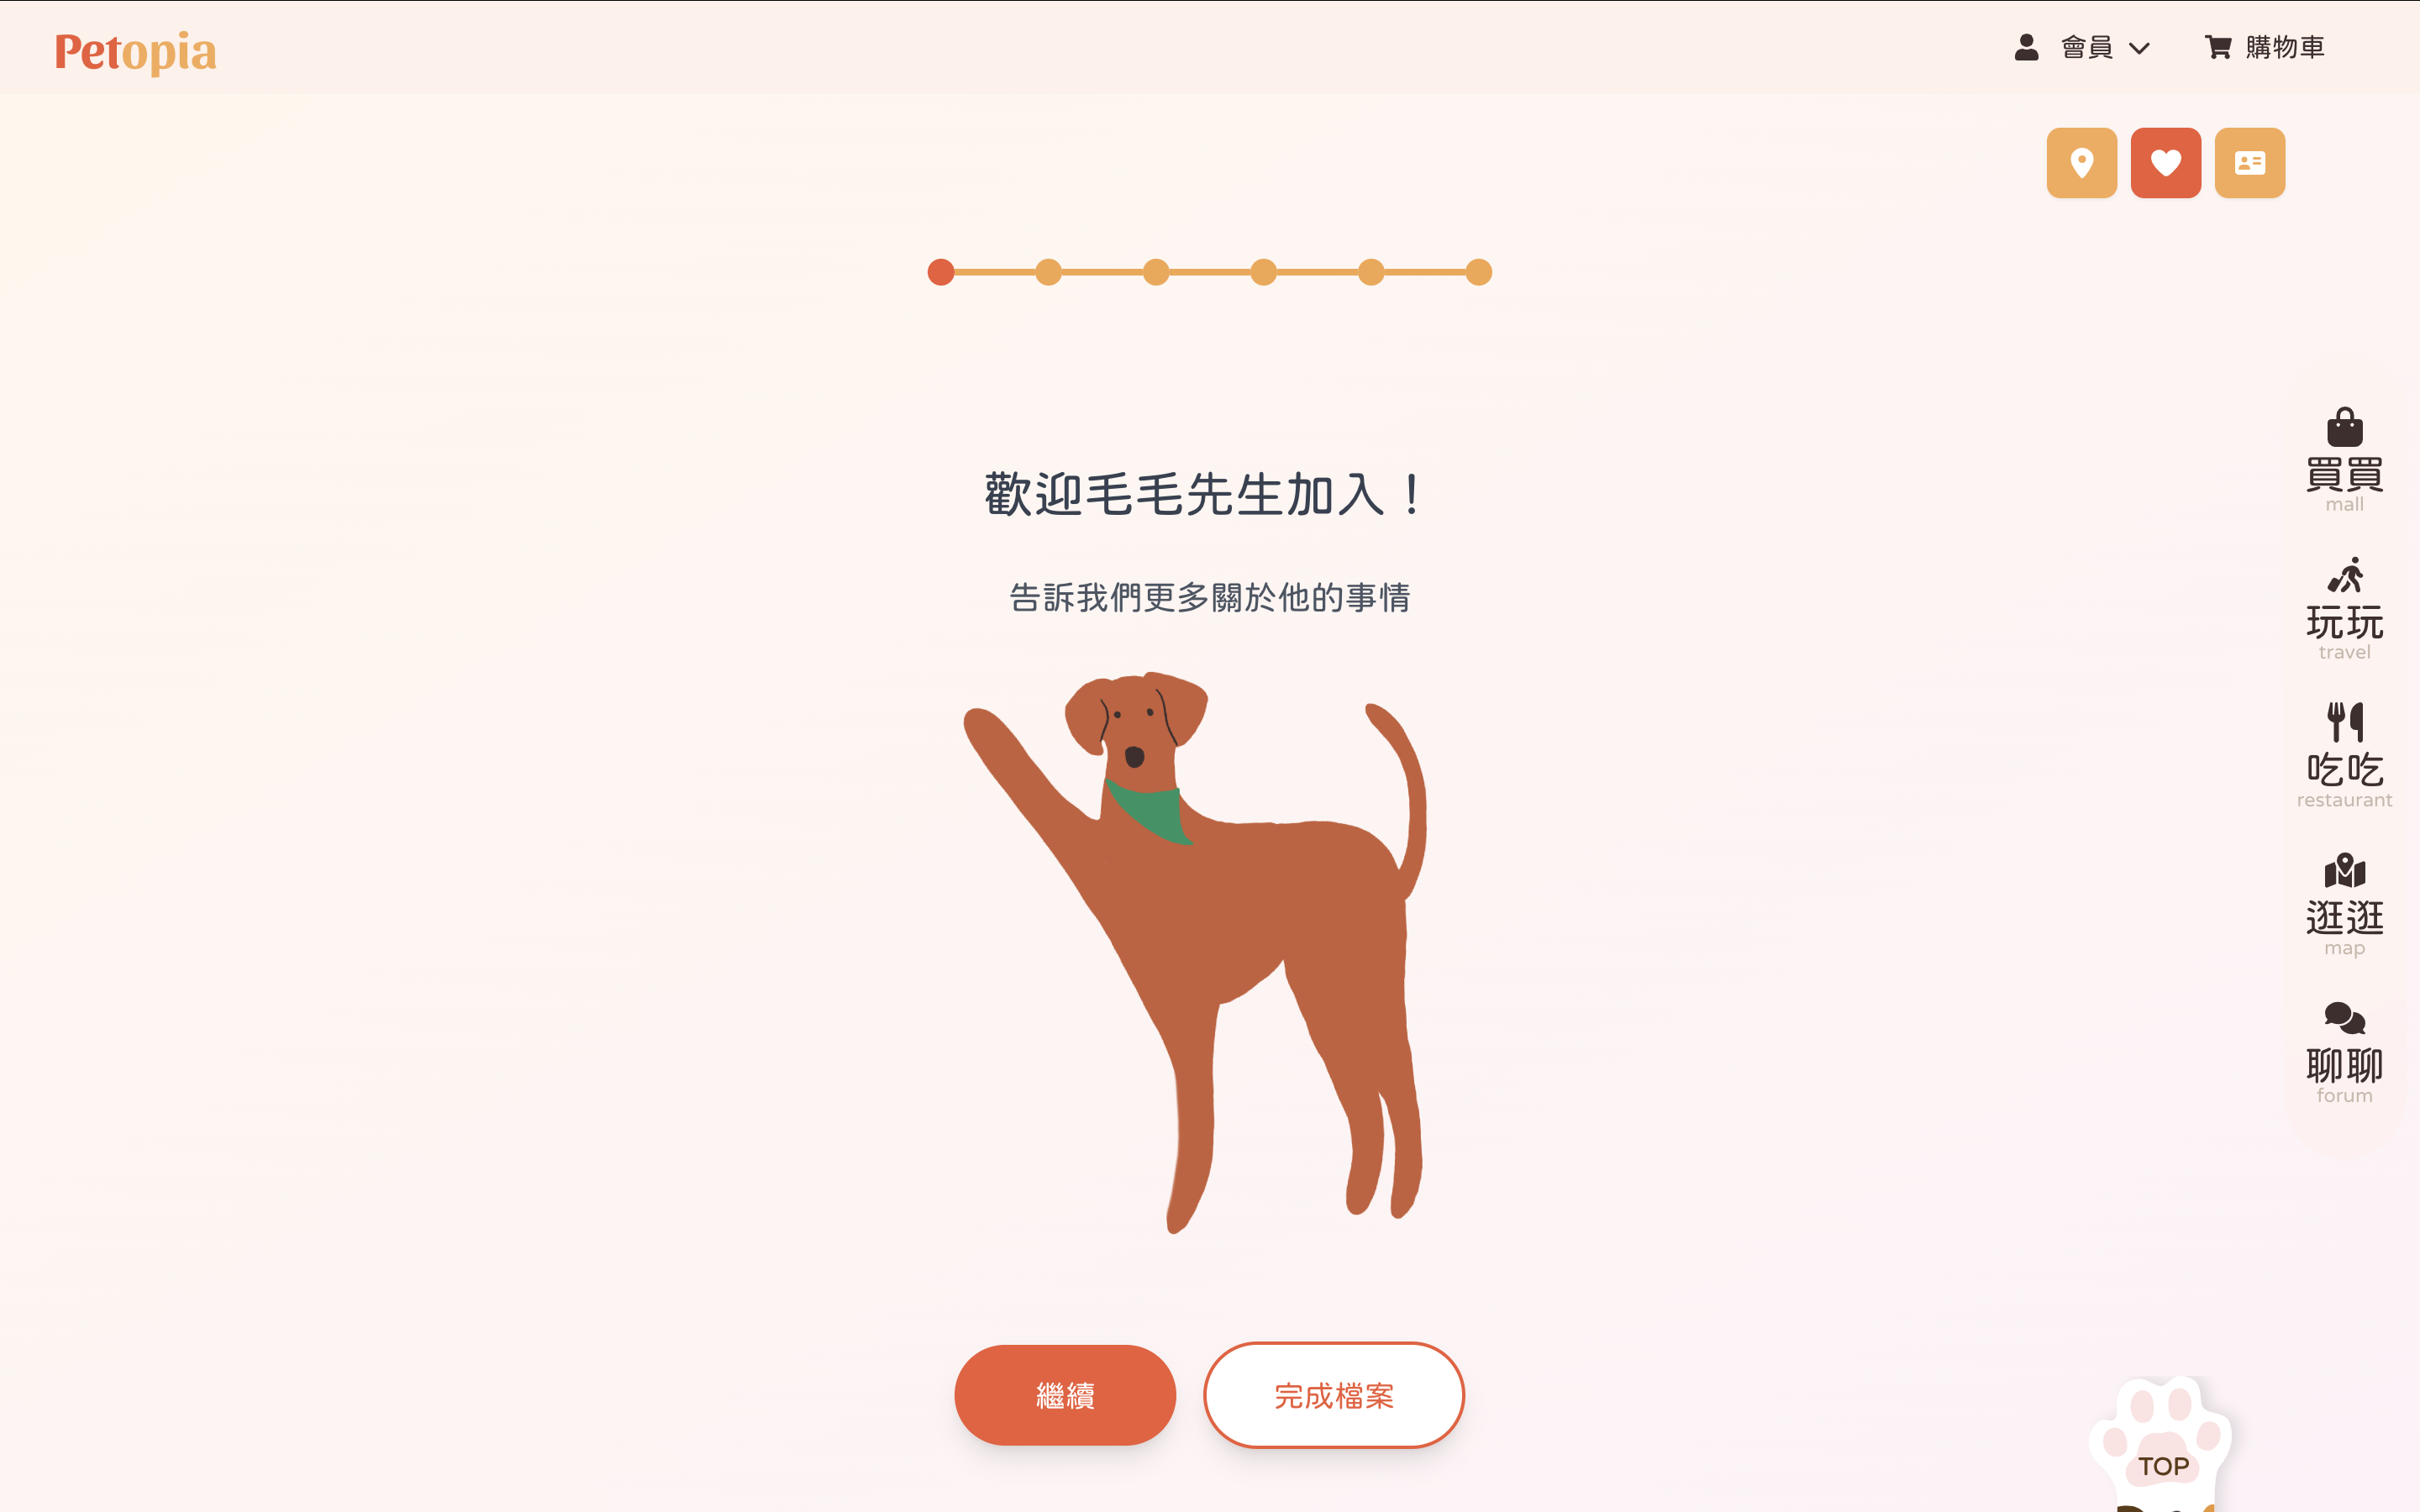 Petopia
會員
購物車
歡迎毛毛先生加入！
告訴我們更多關於他的事情
買買
mall
玩玩
travel
吃吃
restaurant
逛逛
map
聊聊
forum
繼續
完成檔案
TOP